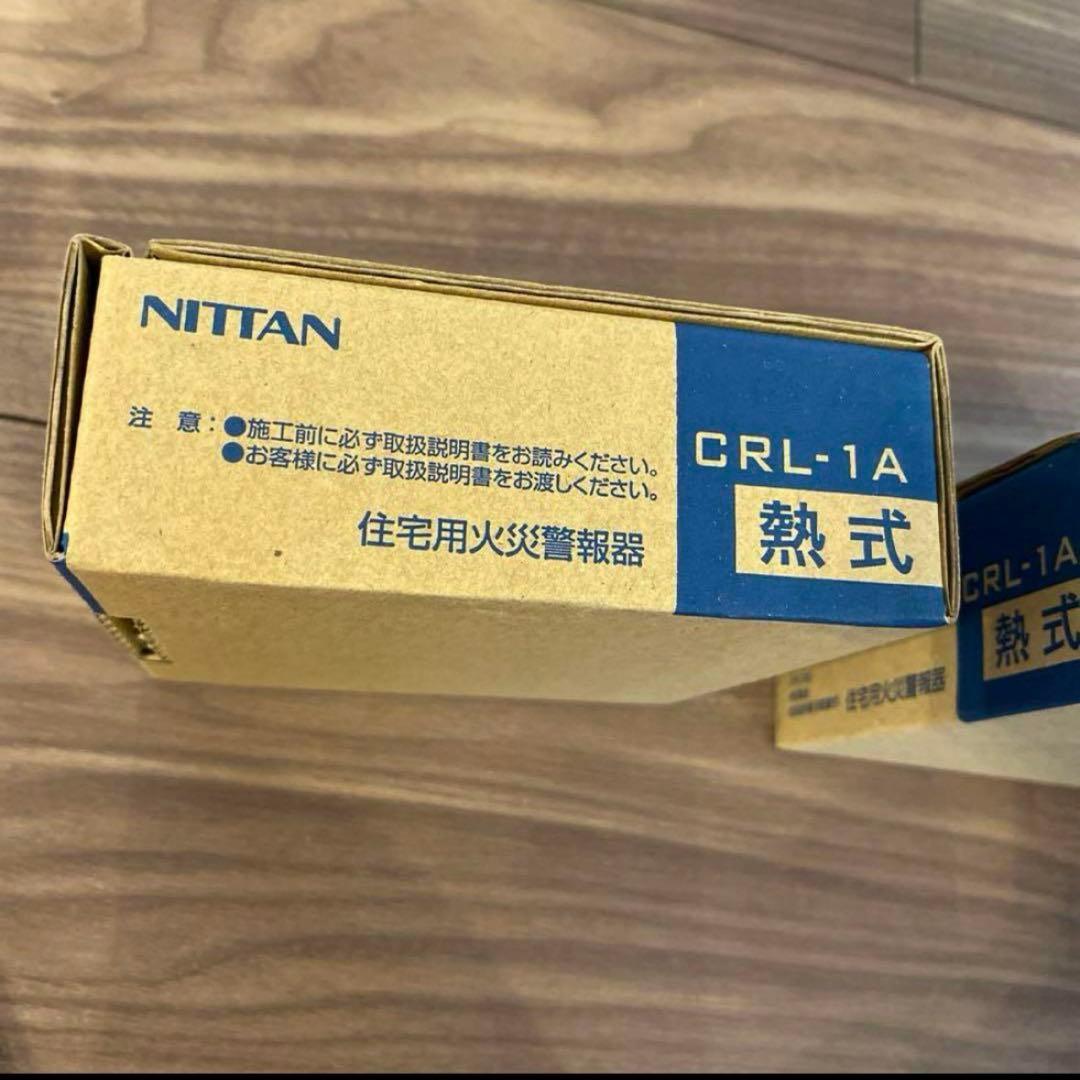 NITTAN
注 意：●施工前に必ず取扱説明書をお読みください。
●お客様に必ず取扱説明書をお渡しください。
住宅用火災警報器
CRL-1A
熱式
CRL-1A
熱式
住宅用火災警報器